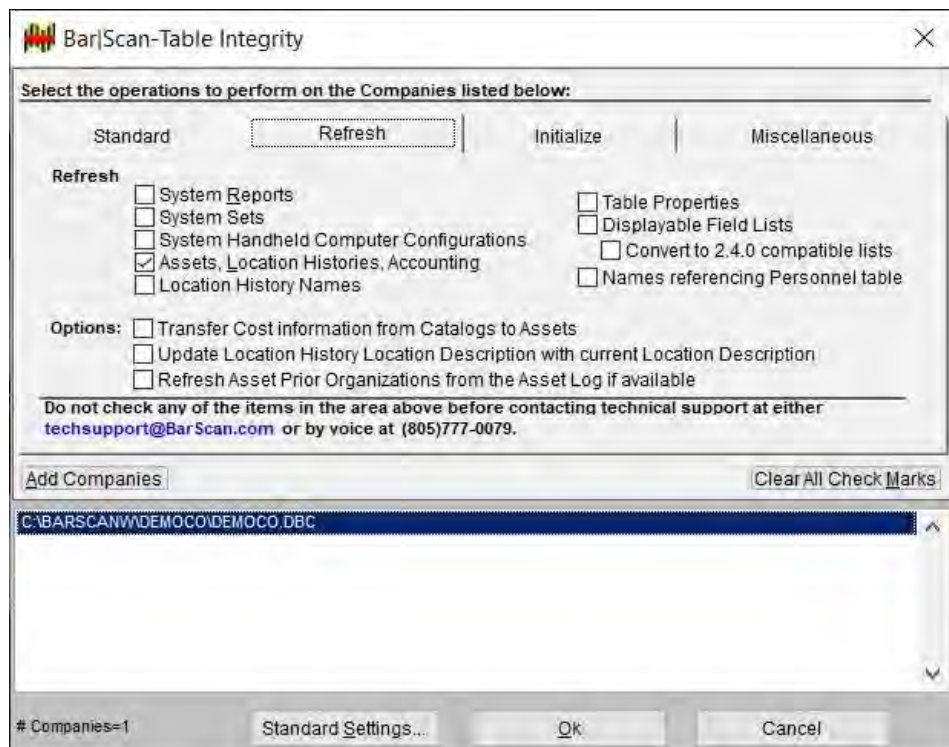 Bar|Scan-Table Integrity
Select the operations to perform on the Companies listed below:
Standard Refresh Initialize Miscellaneous
Refresh
System Reports
System Sets
System Handheld Computer Configurations
Assets, Location Histories, Accounting
Location History Names
Table Properties
Displayable Field Lists
Convert to 2.4.0 compatible lists
Names referencing Personnel table
Options: Transfer Cost information from Catalogs to Assets
Update Location History Location Description with current Location Description
Refresh Asset Prior Organizations from the Asset Log if available
Do not check any of the items in the area above before contacting technical support at either
techsupport@BarScan.com or by voice at (805)777-0079.
Add Companies Clear All Check Marks
C:\BARSCANW\DEMOCO\DEMOCO.DBC
# Companies=1 Standard Settings... Ok Cancel